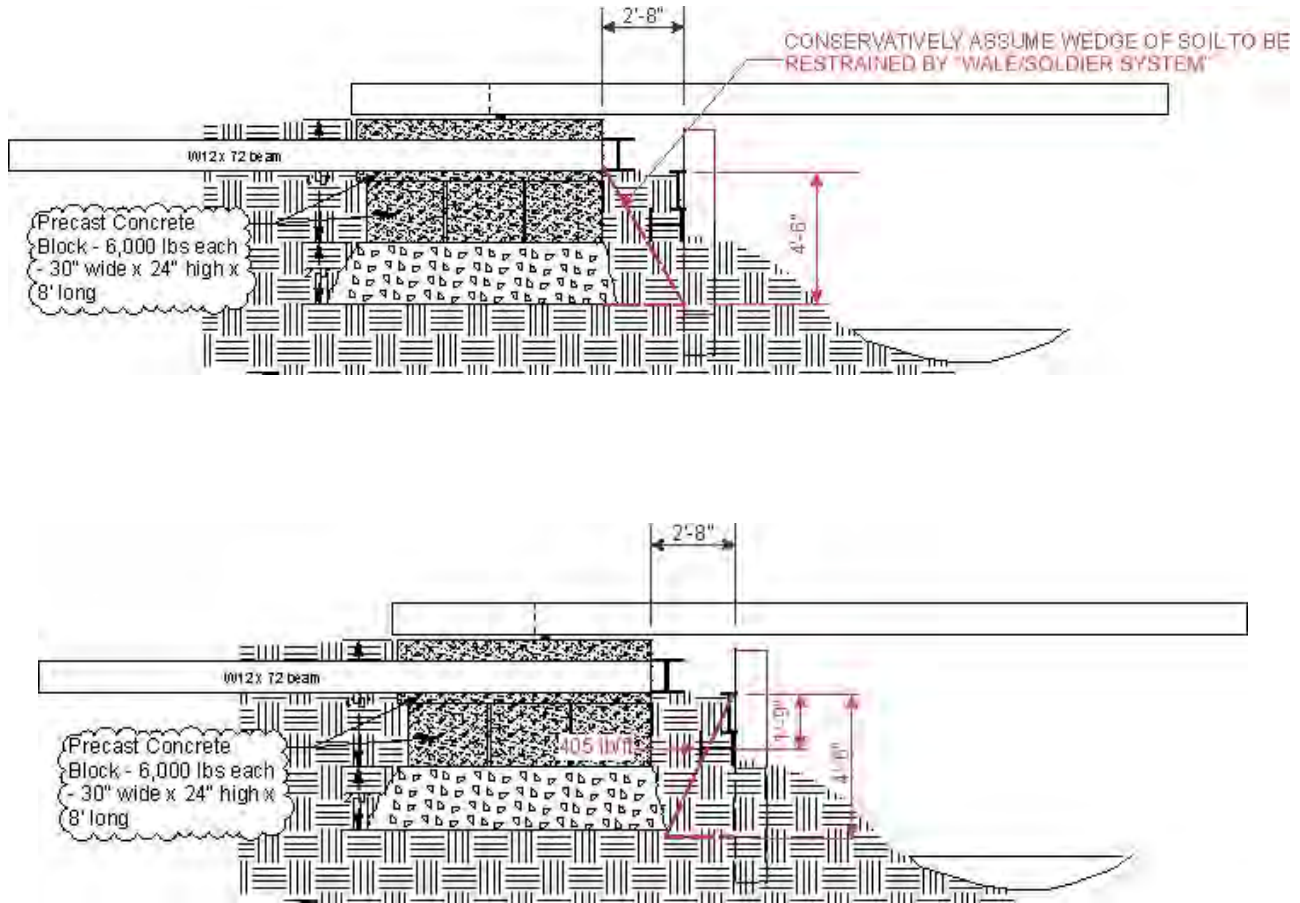 2'-8"
CONSERVATIVELY ASSUME WEDGE OF SOIL TO BE
RESTRAINED BY "WALE/SOLDIER SYSTEM"
W12x 72 beam
Precast Concrete
Block - 6,000 lbs each
- 30" wide x 24" high x
8' long
4'-6"
2'-8"
W12x 72 beam
Precast Concrete
Block - 6,000 lbs each
- 30" wide x 24" high x
8' long
405 lb/ft
1'-9"
4'-6"